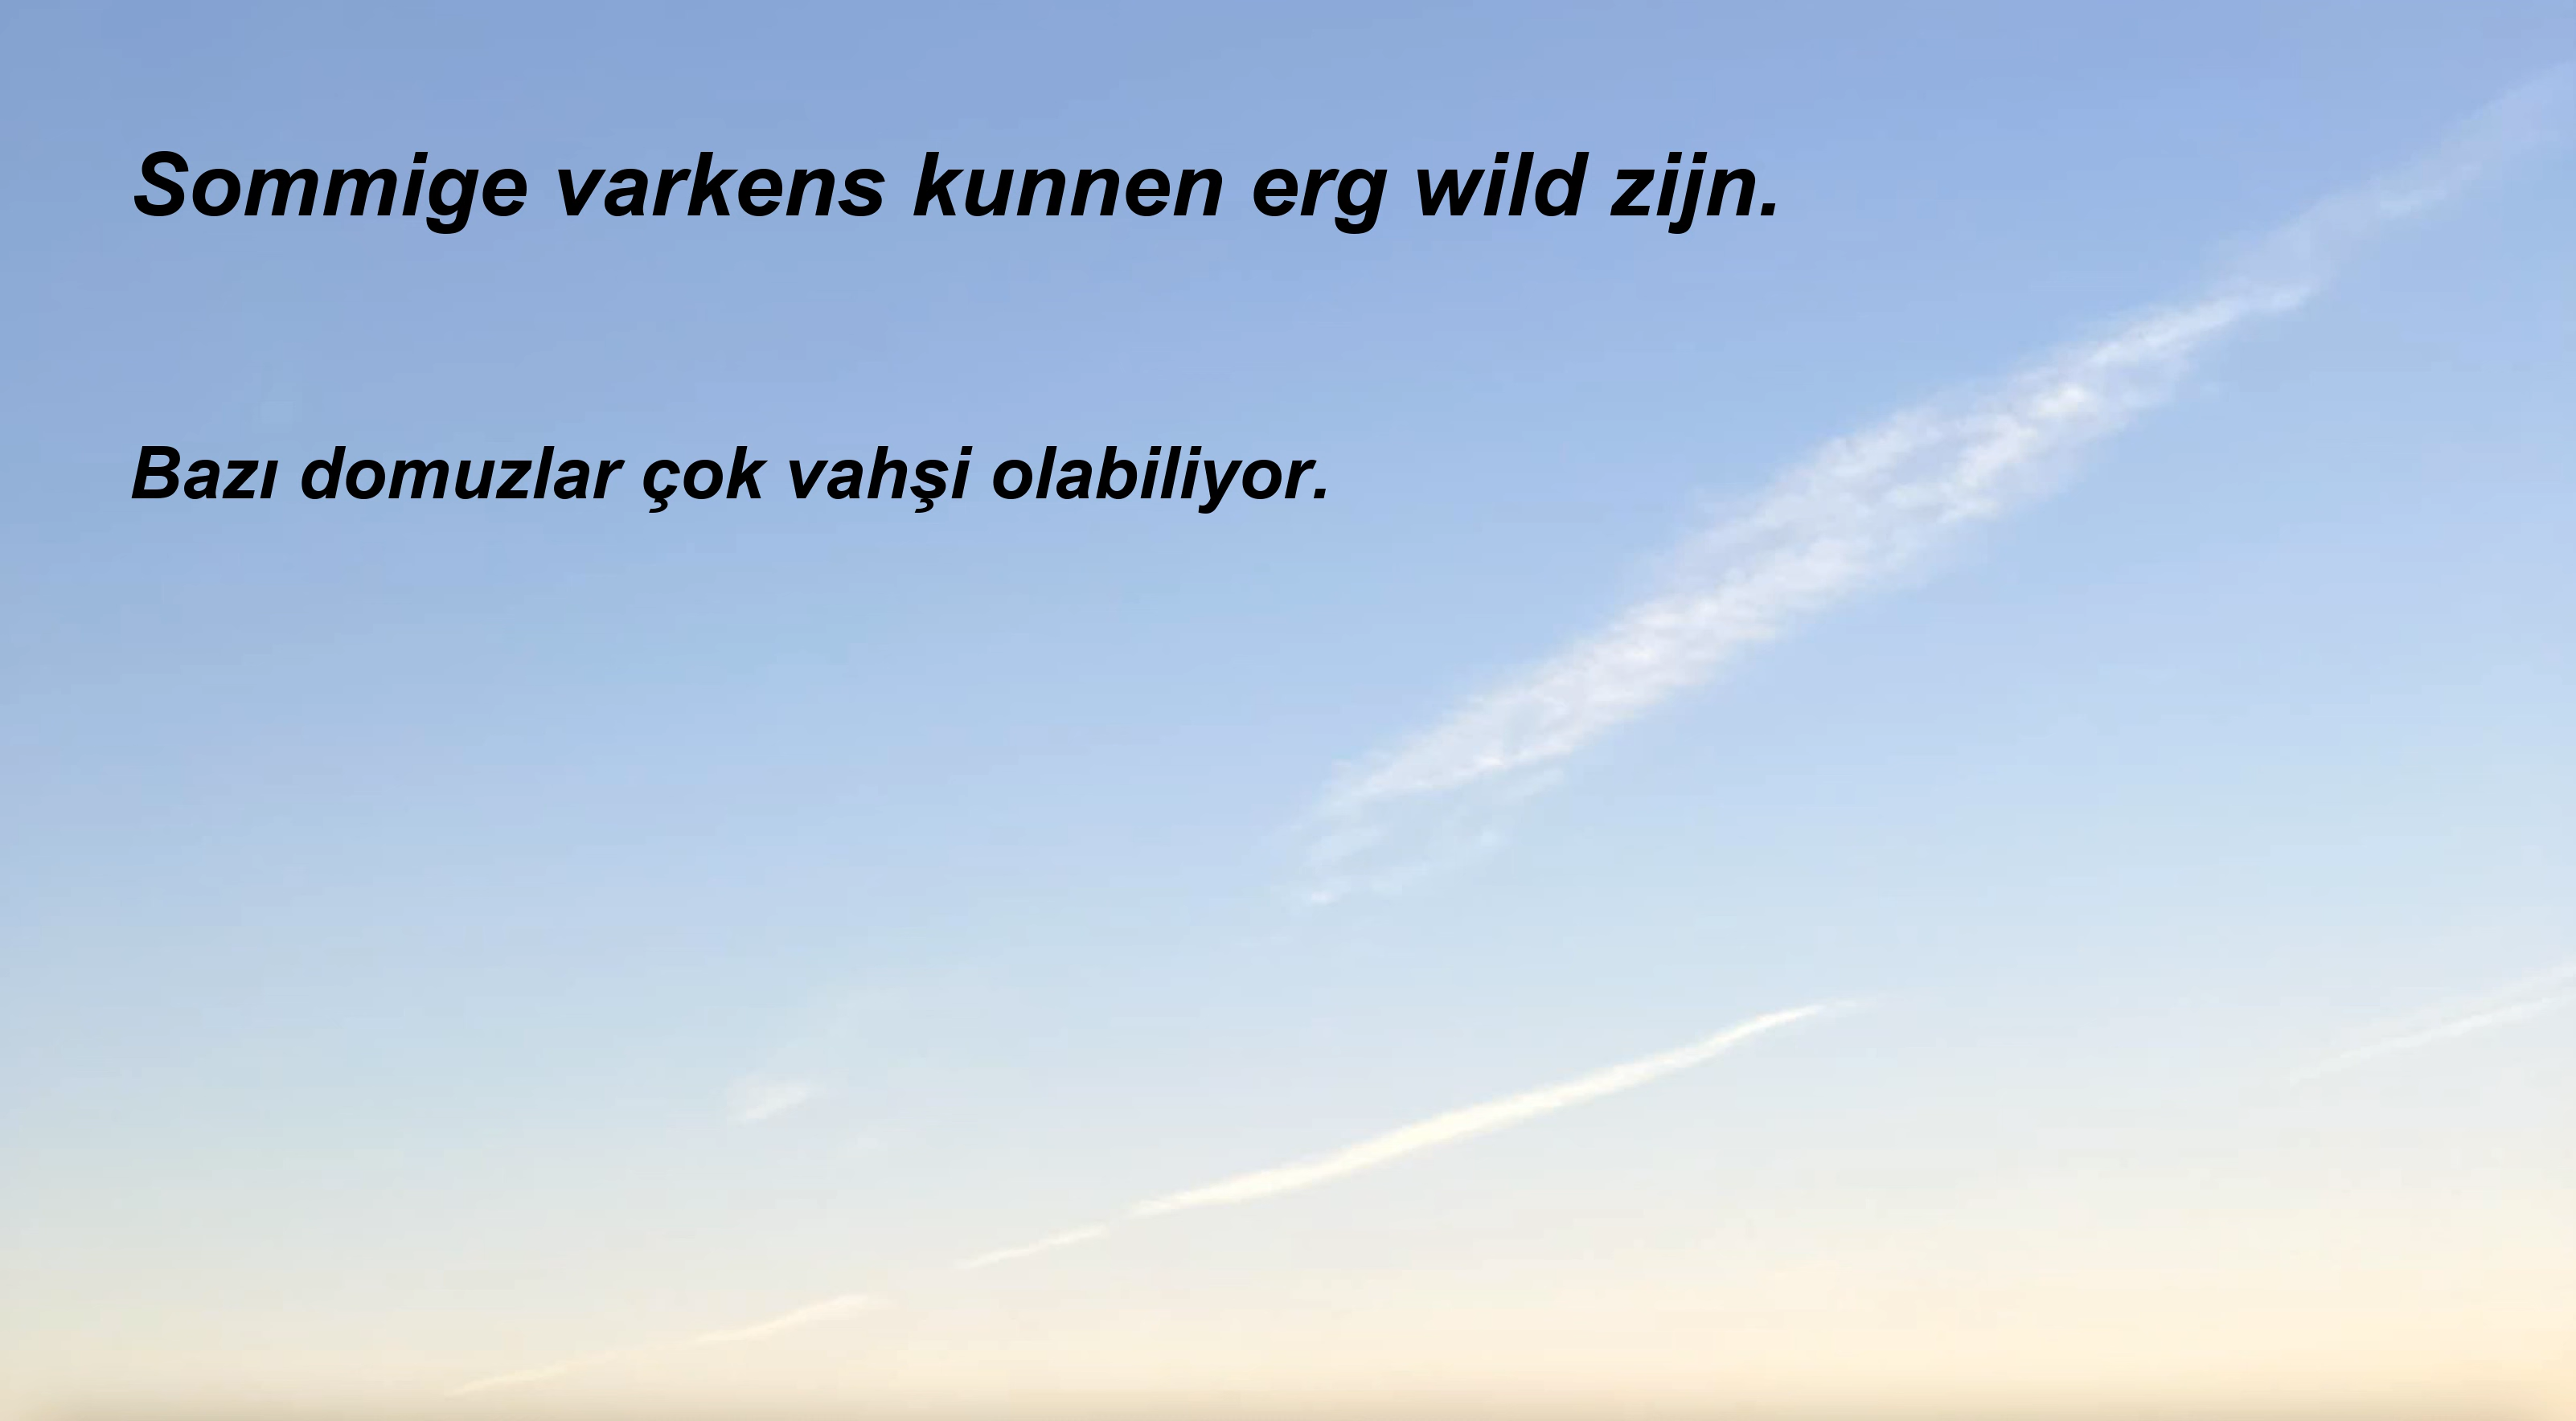 Sommige varkens kunnen erg wild zijn.
Bazı domuzlar çok vahşi olabiliyor.